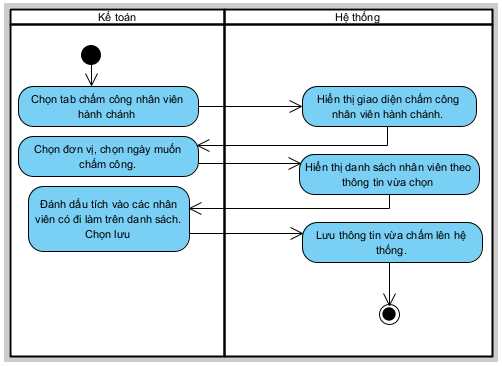 Kế toán
Hệ thống
Chọn tab chấm công nhân viên
hành chánh
Hiển thị giao diện chấm công
nhân viên hành chánh.
Chọn đơn vị, chọn ngày muốn
chấm công.
Hiển thị danh sách nhân viên theo
thông tin vừa chọn
Đánh dấu tích vào các nhân
viên có đi làm trên danh sách.
Chọn lưu
Lưu thông tin vừa chấm lên hệ
thống.